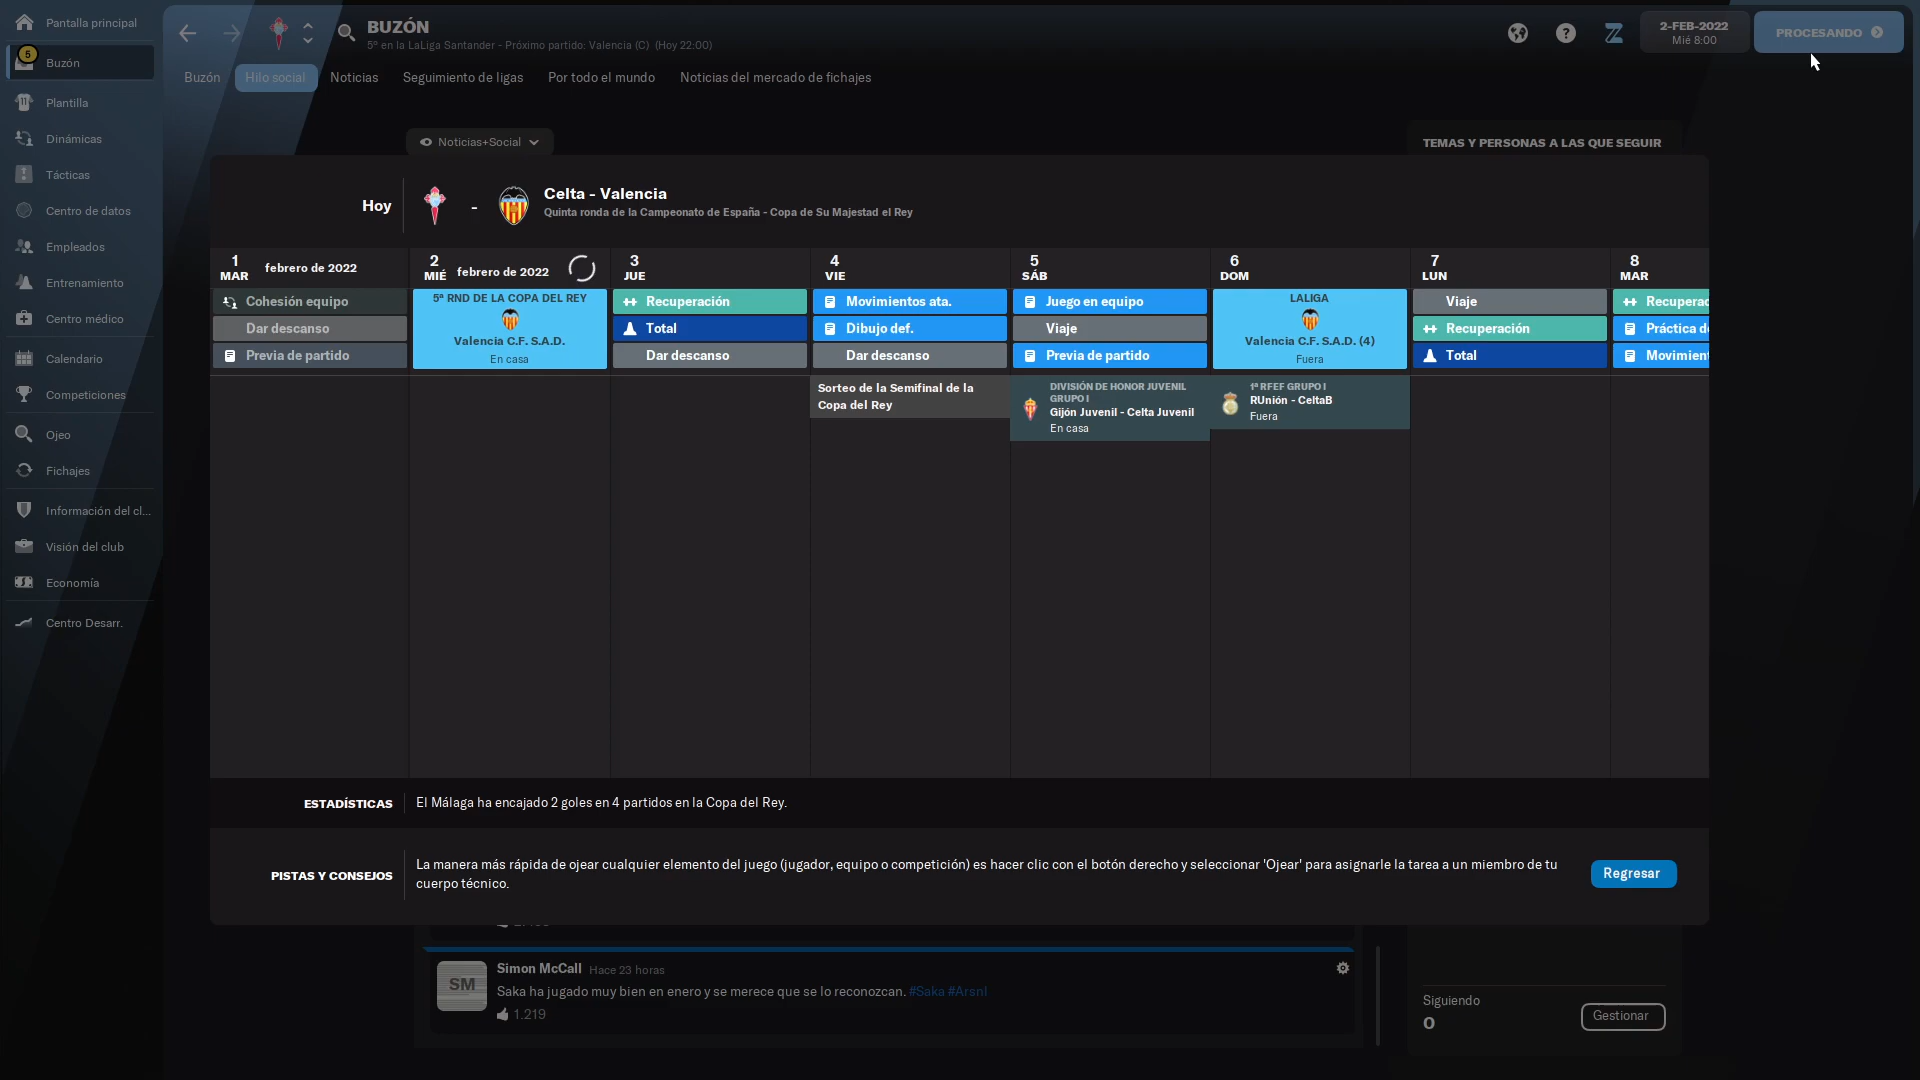 Pantalla principal
5
Buzón
Plantilla
Dinámicas
Tácticas
Centro de datos
Empleados
Entrenamiento
Centro médico
Calendario
Competiciones
Ojeo
Fichajes
Información del cl...
Visión del club
Economía
Centro Desarr.
BUZÓN
5º en la LaLiga Santander - Próximo partido: Valencia (C) (Hoy 22:00)
2-FEB-2022
Mié 8:00
PROCESANDO
Buzón
Hilo social
Noticias
Seguimiento de ligas
Por todo el mundo
Noticias del mercado de fichajes
Noticias+Social
TEMAS Y PERSONAS A LAS QUE SEGUIR
Hoy
-
Celta - Valencia
Quinta ronda de la Campeonato de España - Copa de Su Majestad el Rey
1
MAR
febrero de 2022
Cohesión equipo
Dar descanso
Previa de partido
2
MIÉ
febrero de 2022
5ª RND DE LA COPA DEL REY
Valencia C.F. S.A.D.
En casa
3
JUE
Recuperación
Total
Dar descanso
4
VIE
Movimientos ata.
Dibujo def.
Dar descanso
Sorteo de la Semifinal de la
Copa del Rey
5
SÁB
Juego en equipo
Viaje
Previa de partido
DIVISIÓN DE HONOR JUVENIL
GRUPO I
Gijón Juvenil - Celta Juvenil
En casa
6
DOM
LALIGA
Valencia C.F. S.A.D. (4)
Fuera
1ª RFEF GRUPO I
RUnión - CeltaB
Fuera
7
LUN
Viaje
Recuperación
Total
8
MAR
Recuperac
Práctica d
Movimien
ESTADÍSTICAS
El Málaga ha encajado 2 goles en 4 partidos en la Copa del Rey.
PISTAS Y CONSEJOS
La manera más rápida de ojear cualquier elemento del juego (jugador, equipo o competición) es hacer clic con el botón derecho y seleccionar 'Ojear' para asignarle la tarea a un miembro de tu
cuerpo técnico.
Regresar
SM
Simon McCall Hace 23 horas
Saka ha jugado muy bien en enero y se merece que se lo reconozcan. #Saka #Arsnl
1.219
Siguiendo
0
Gestionar